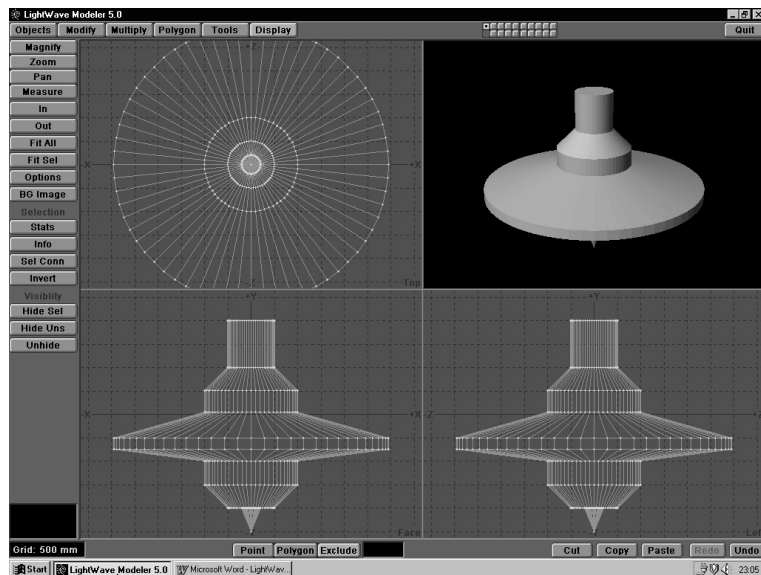 LightWave Modeler 5.0
Objects Modify Multiply Polygon Tools Display Quit
Magnify
Zoom
Pan
Measure
In
Out
Fit All
Fit Sel
Options
BG Image
Selection
Stats
Info
Sel Conn
Invert
Visiblity
Hide Sel
Hide Uns
Unhide
+Z
-X +X
-Z Top
+Y +Y
-X +X -Z
Face
Grid: 500 mm Point Polygon Exclude Cut Copy Paste Redo Undo
Start LightWave Modeler 5.0 Microsoft Word - LightWav... 23:05